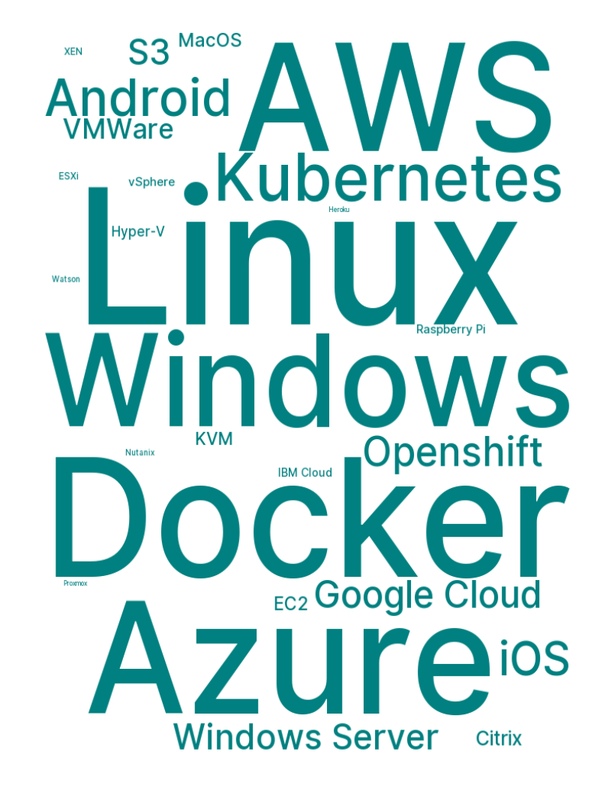 MacOS
XEN
S3
AWS
Android
VMWare
Kubernetes
ESXi
vSphere
Heroku
Linux
Hyper-V
Watson
Raspberry Pi
Windows
KVM
Openshift
Nutanix
IBM Cloud
Docker
Proxmox
Google Cloud
EC2
Azure
iOS
Windows Server
Citrix